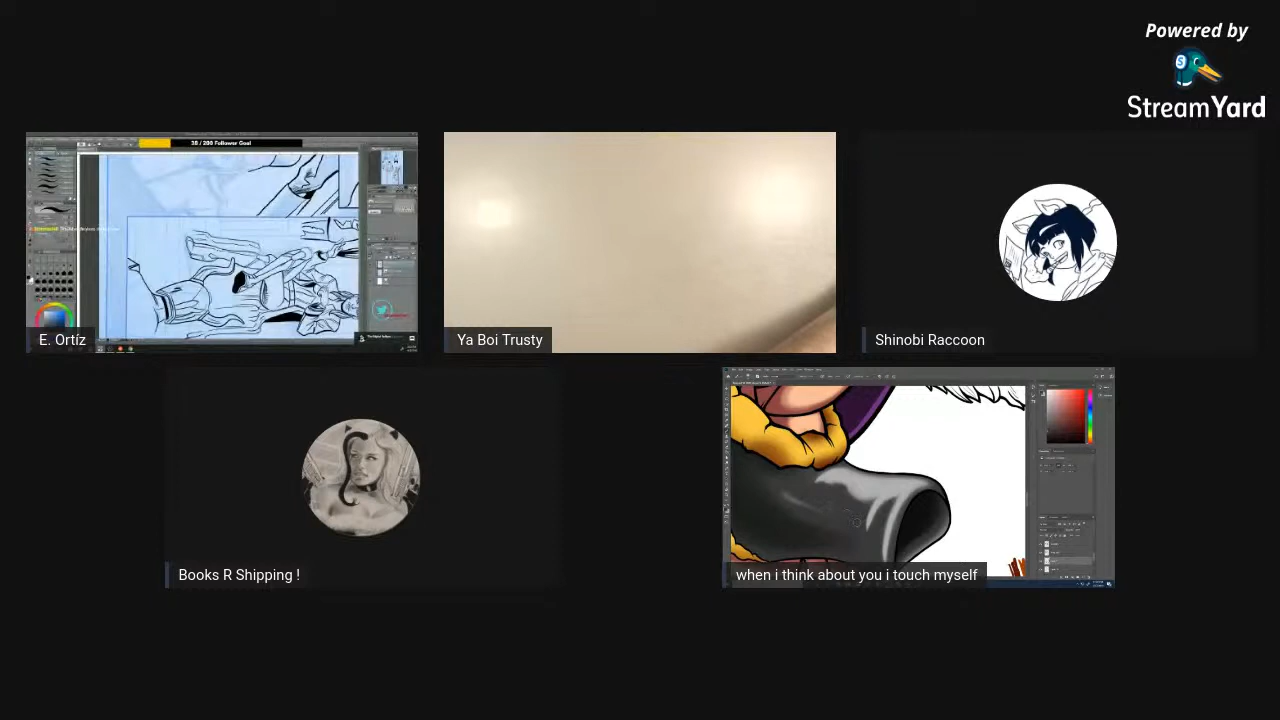 Powered by
StreamYard
38 / 200 Follower Goal
E. Ortíz
Ya Boi Trusty
Shinobi Raccoon
Books R Shipping !
when i think about you i touch myself